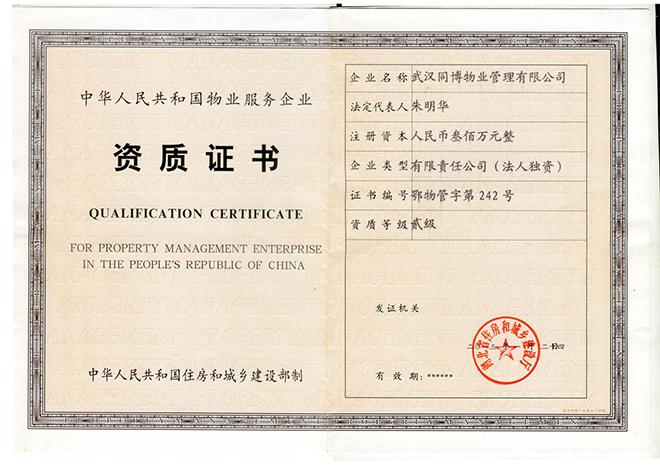 中华人民共和国物业服务企业
资质证书
QUALIFICATION CERTIFICATE
FOR PROPERTY MANAGEMENT ENTERPRISE
IN THE PEOPLE'S REPUBLIC OF CHINA
中华人民共和国住房和城乡建设部制
企业名称 武汉同博物业管理有限公司
法定代表人 朱明华
注册资本 人民币叁佰万元整
企业类型 有限责任公司（法人独资）
证书编号 鄂物管字第242号
资质等级 贰级
发证机关
湖北省住房和城乡建设厅
有效期：******